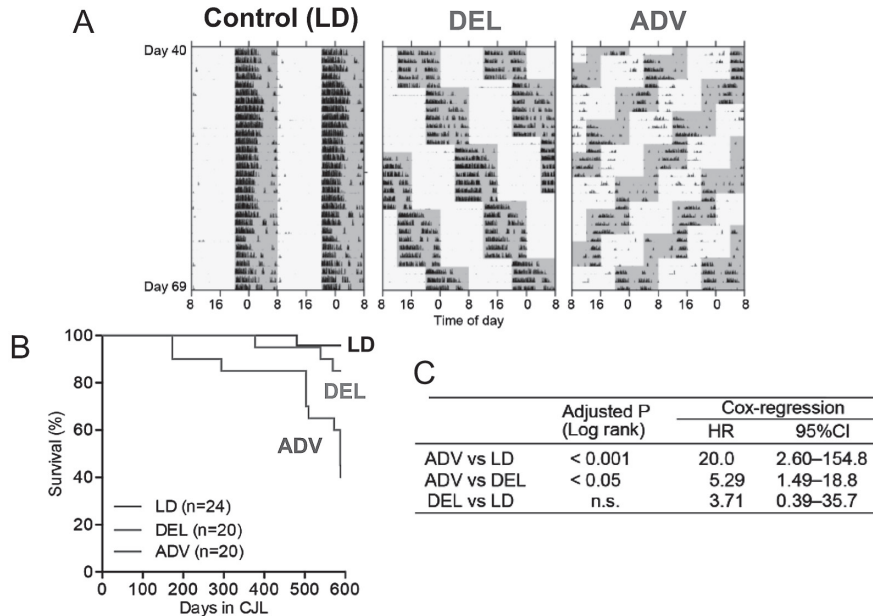 A
Control (LD)
DEL
ADV
Day 40
Day 69
8 16 0 8 16 0 8
8 16 0 8 16 0 8
8 16 0 8 16 0 8
Time of day
B
100
80
60
40
20
0
Survival (%)
LD
DEL
ADV
LD (n=24)
DEL (n=20)
ADV (n=20)
0 100 200 300 400 500 600
Days in CJL
C
Adjusted P (Log rank) Cox-regression
HR 95%CI
ADV vs LD < 0.001 20.0 2.60–154.8
ADV vs DEL < 0.05 5.29 1.49–18.8
DEL vs LD n.s. 3.71 0.39–35.7